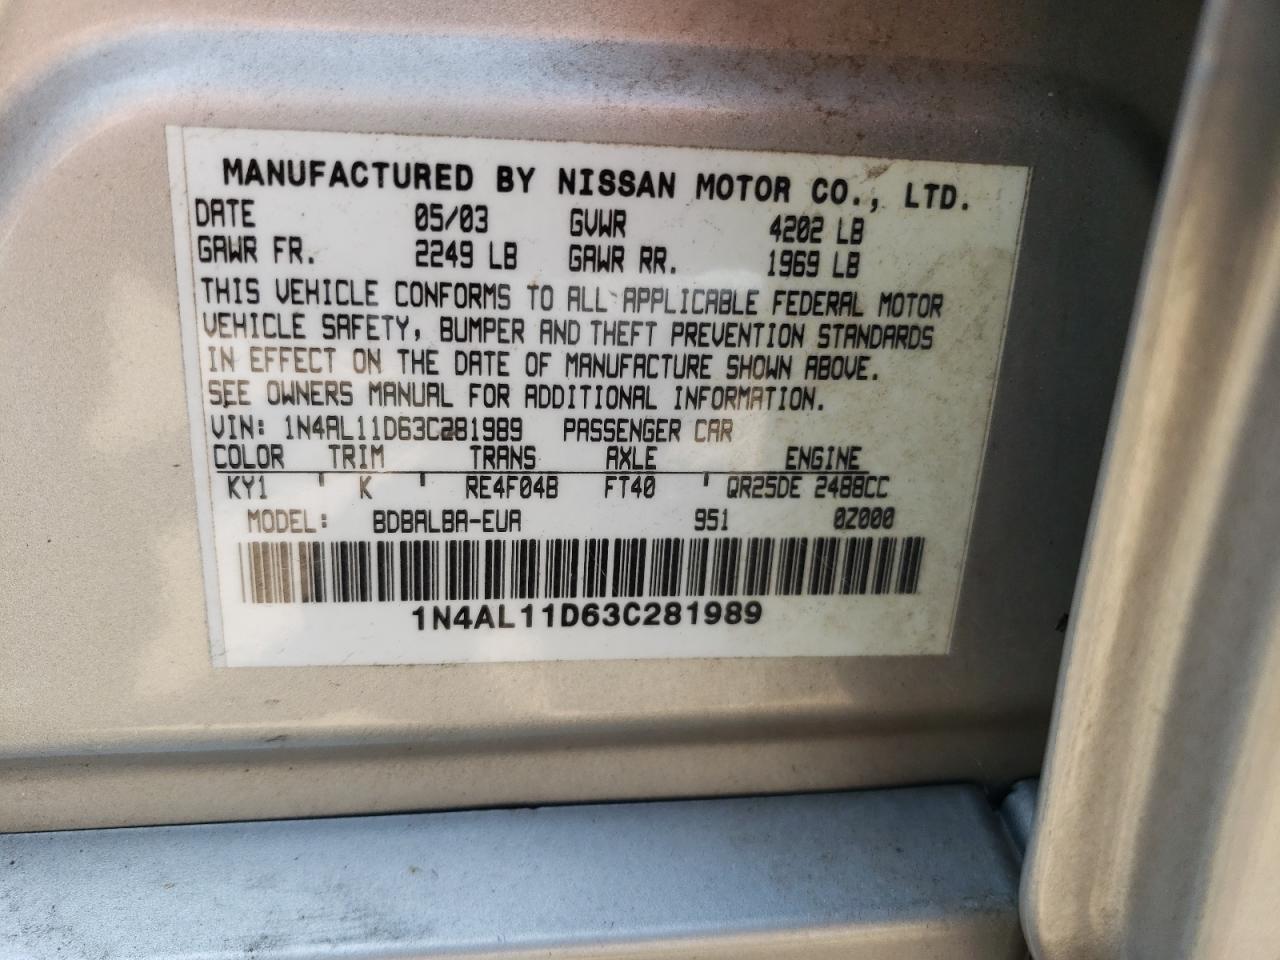 MANUFACTURED BY NISSAN MOTOR CO., LTD.
DATE 05/03 GVWR 4202 LB
GAWR FR. 2249 LB GAWR RR. 1969 LB
THIS VEHICLE CONFORMS TO ALL APPLICABLE FEDERAL MOTOR
VEHICLE SAFETY, BUMPER AND THEFT PREVENTION STANDARDS
IN EFFECT ON THE DATE OF MANUFACTURE SHOWN ABOVE.
SEE OWNERS MANUAL FOR ADDITIONAL INFORMATION.
VIN: 1N4AL11D63C281989 PASSENGER CAR
COLOR TRIM TRANS AXLE ENGINE
KY1 ' K ' RE4F04B FT40 ' QR25DE 2488CC
MODEL: BDBALBA-EUA 951 0Z000
1N4AL11D63C281989